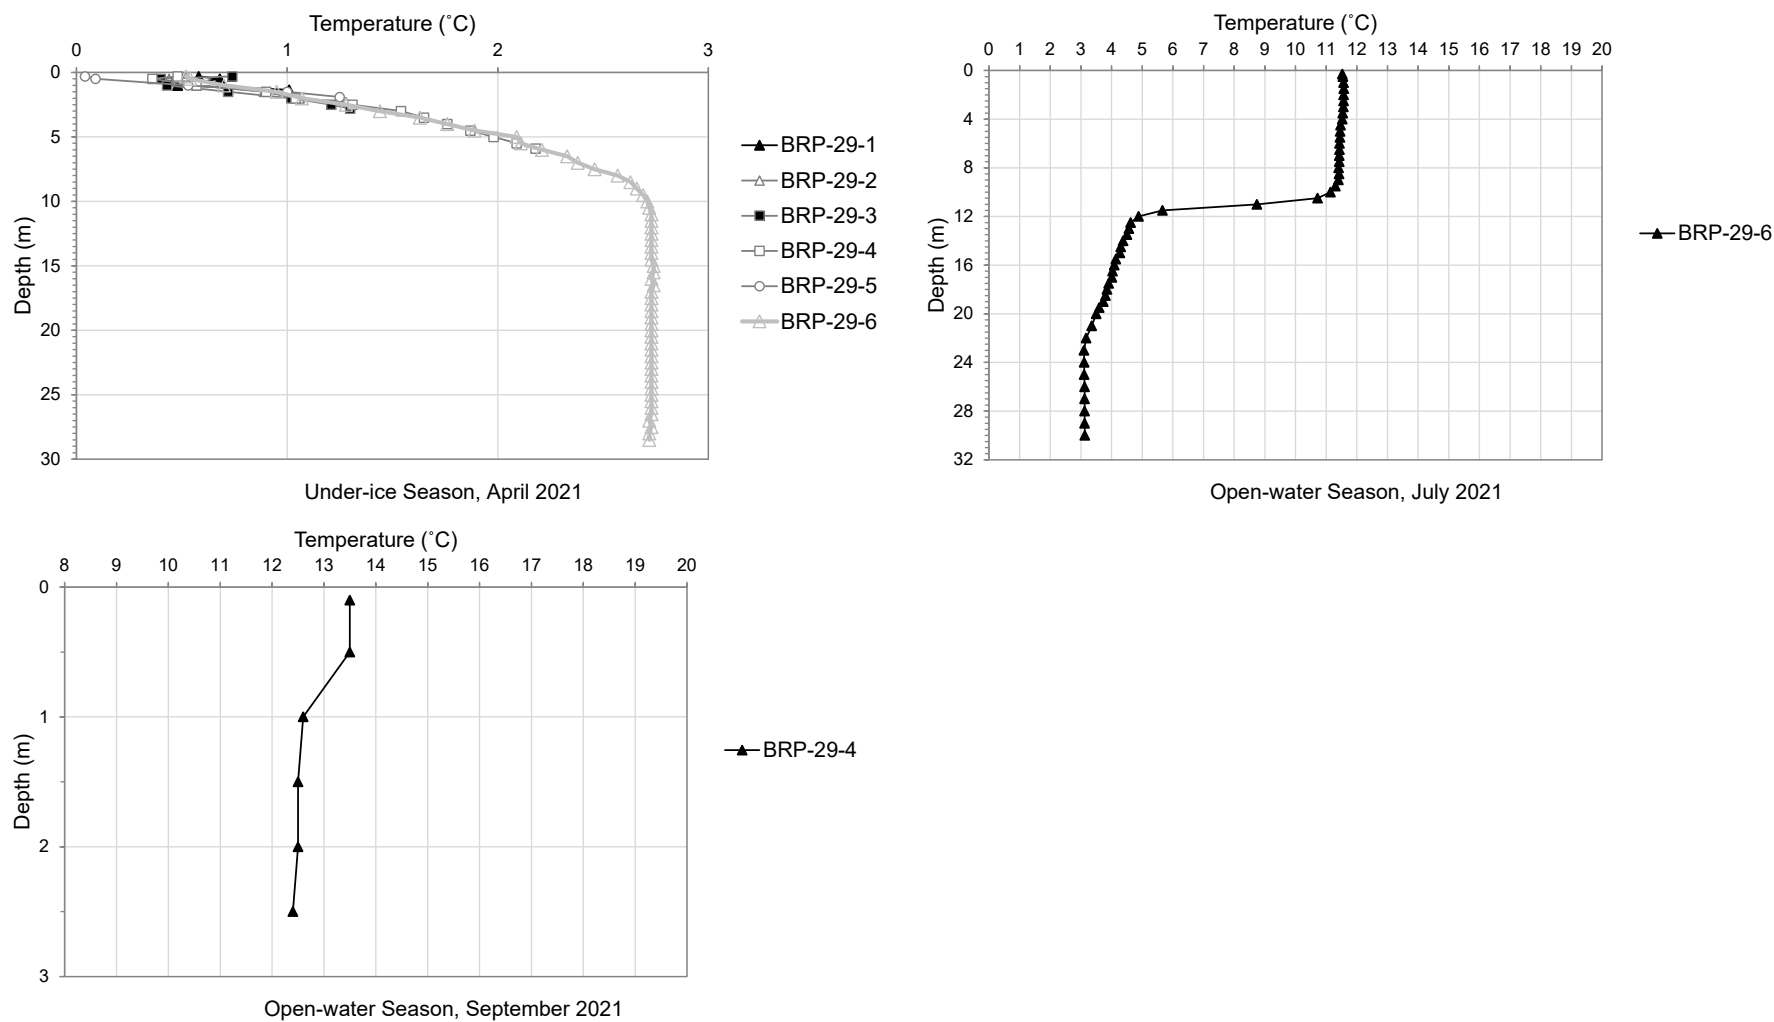 Temperature (˚C)
0 1 2 3
0
5
10
15
20
25
30
Depth (m)
BRP-29-1
BRP-29-2
BRP-29-3
BRP-29-4
BRP-29-5
BRP-29-6
Under-ice Season, April 2021
Temperature (˚C)
0 1 2 3 4 5 6 7 8 9 10 11 12 13 14 15 16 17 18 19 20
0
4
8
12
16
20
24
28
32
Depth (m)
BRP-29-6
Open-water Season, July 2021
Temperature (˚C)
8 9 10 11 12 13 14 15 16 17 18 19 20
0
1
2
3
Depth (m)
BRP-29-4
Open-water Season, September 2021